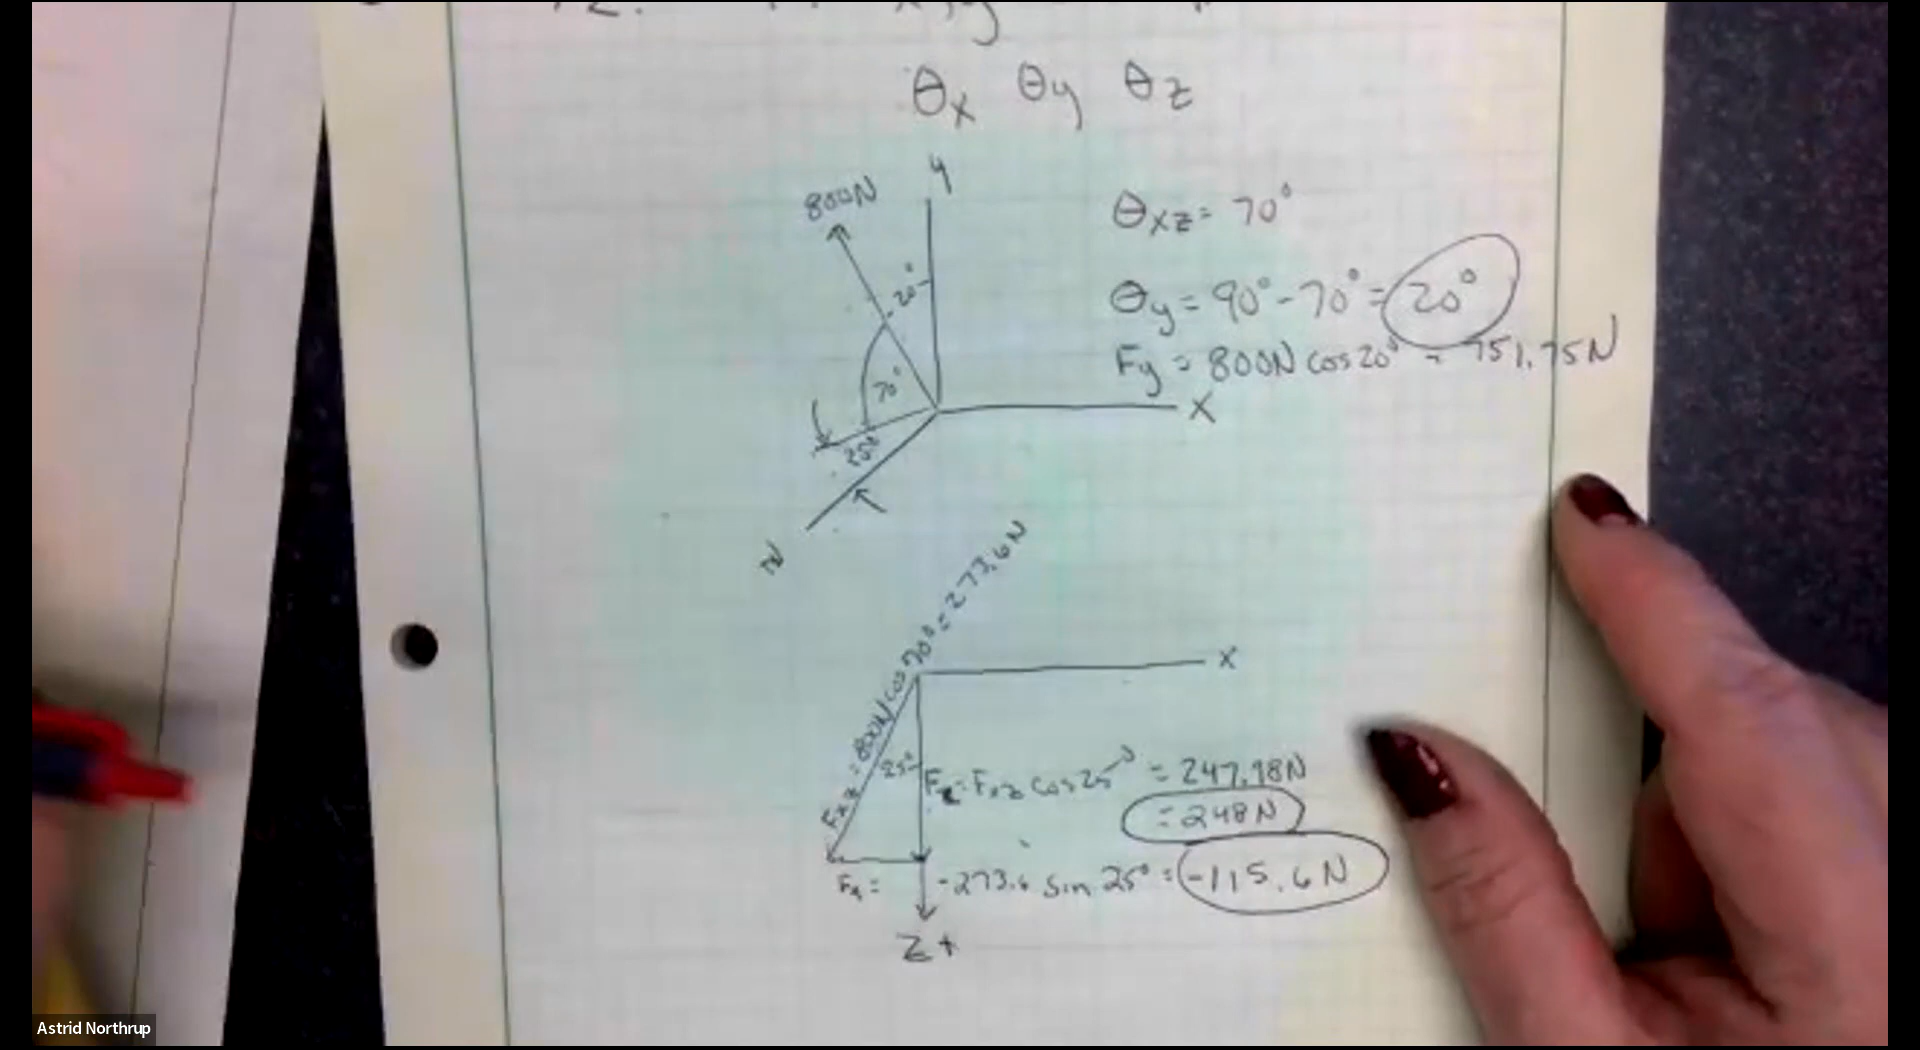 θx θy θz
y
800N
θxz = 70°
20°
θy = 90° - 70° = 20°
Fy = 800N cos20° = 751.75N
70°
x
25°
z
Fxz = 800N cos 70° = 273.6N
x
25°
Fz = Fxz cos 25° = 247.98N
= 248N
Fx = -273.6 sin 25° = -115.6N
Z+
Astrid Northrup